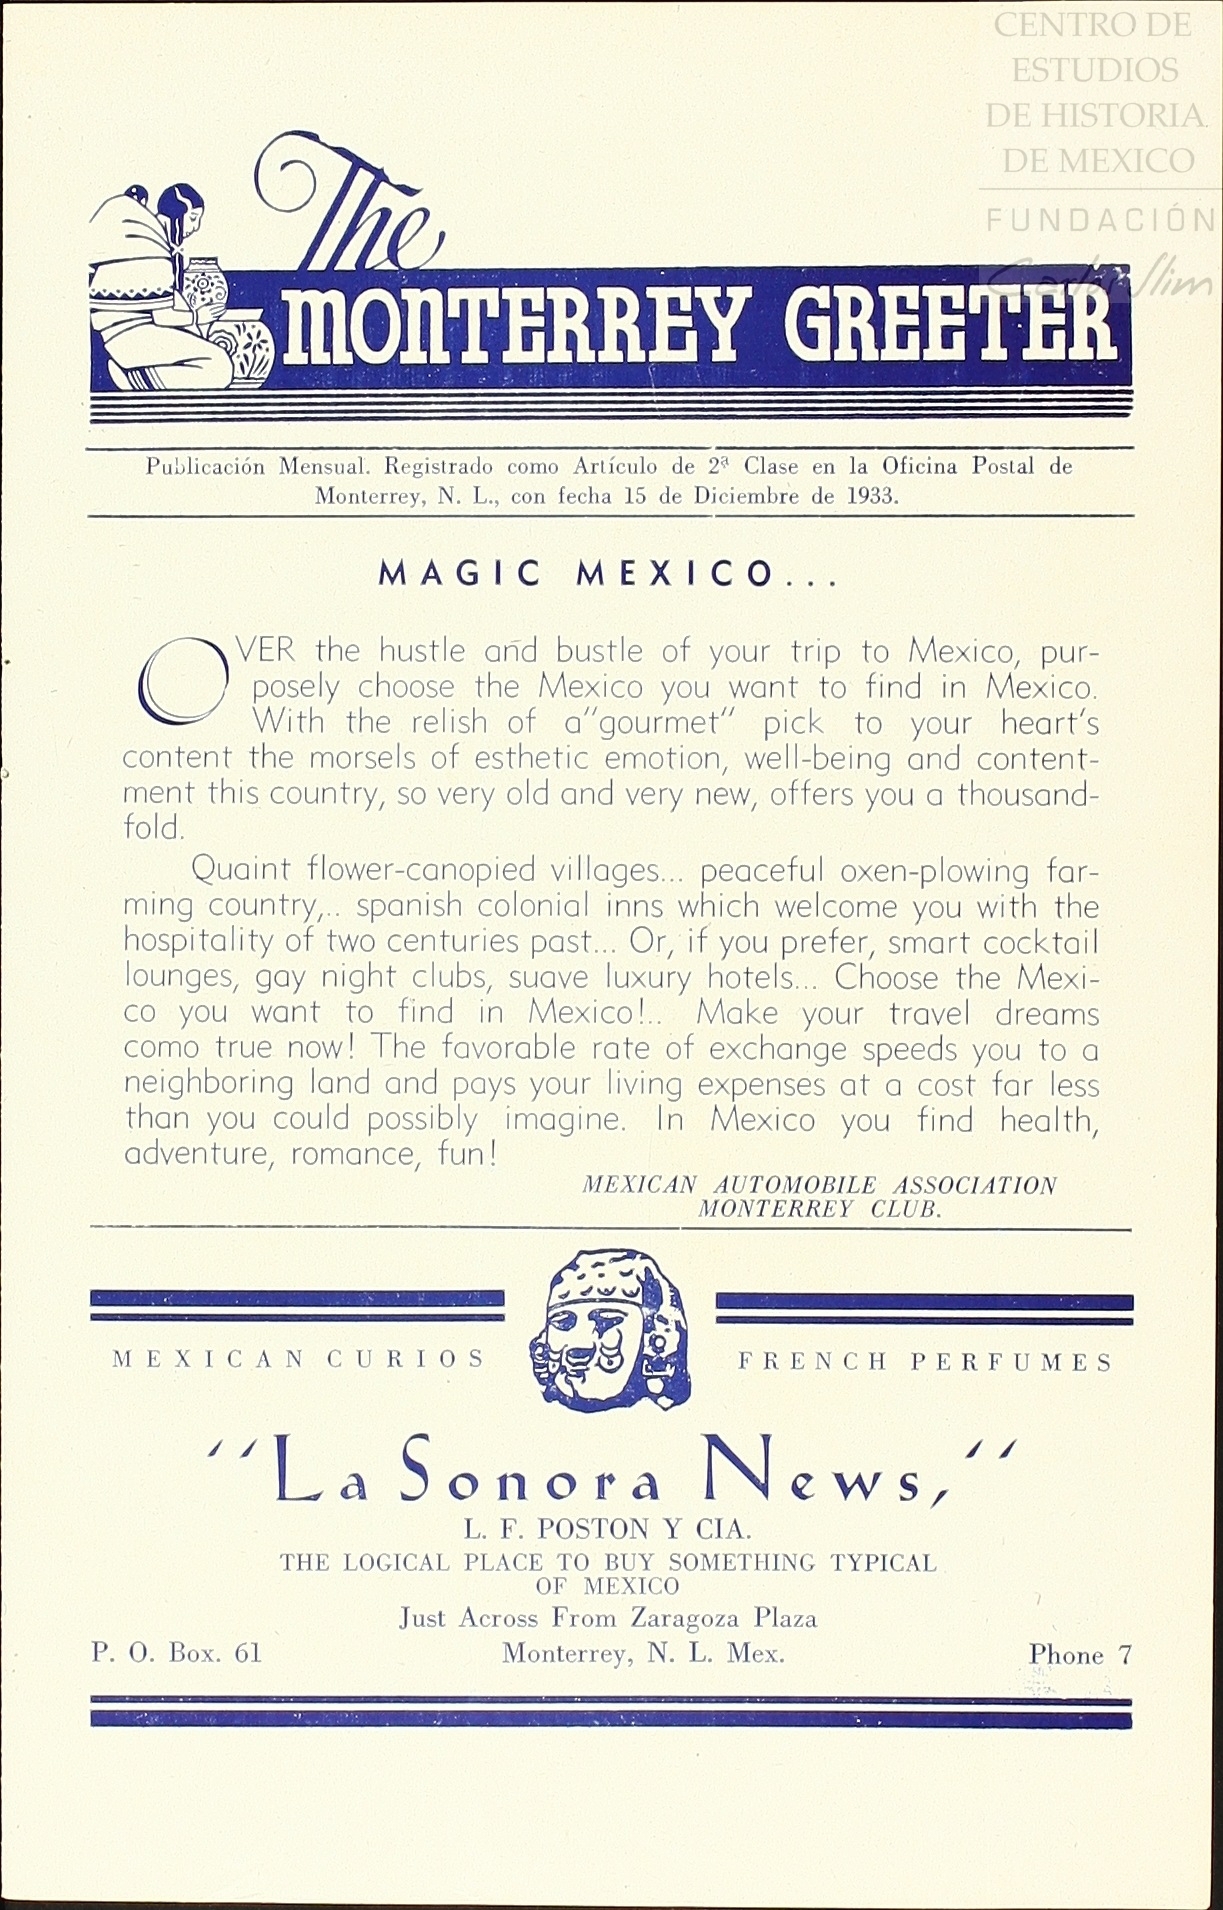 CENTRO DE
ESTUDIOS
DE HISTORIA
DE MEXICO
FUNDACIÓN
Carlos Slim
The
MONTERREY GREETER
Publicación Mensual. Registrado como Artículo de 2ª Clase en la Oficina Postal de
Monterrey, N. L., con fecha 15 de Diciembre de 1933.
MAGIC MEXICO...
OVER the hustle and bustle of your trip to Mexico, pur-
posely choose the Mexico you want to find in Mexico.
With the relish of a"gourmet" pick to your heart's
content the morsels of esthetic emotion, well-being and content-
ment this country, so very old and very new, offers you a thousand-
fold.
Quaint flower-canopied villages... peaceful oxen-plowing far-
ming country,.. spanish colonial inns which welcome you with the
hospitality of two centuries past... Or, if you prefer, smart cocktail
lounges, gay night clubs, suave luxury hotels... Choose the Mexi-
co you want to find in Mexico!.. Make your travel dreams
como true now! The favorable rate of exchange speeds you to a
neighboring land and pays your living expenses at a cost far less
than you could possibly imagine. In Mexico you find health,
adventure, romance, fun!
MEXICAN AUTOMOBILE ASSOCIATION
MONTERREY CLUB.
MEXICAN CURIOS
FRENCH PERFUMES
"La Sonora News,"
L. F. POSTON Y CIA.
THE LOGICAL PLACE TO BUY SOMETHING TYPICAL
OF MEXICO
Just Across From Zaragoza Plaza
P. O. Box. 61 Monterrey, N. L. Mex. Phone 7